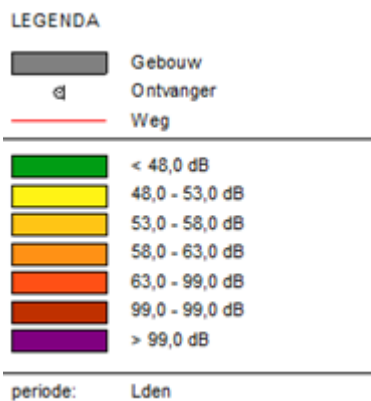 LEGENDA
Gebouw
Ontvanger
Weg
< 48,0 dB
48,0 - 53,0 dB
53,0 - 58,0 dB
58,0 - 63,0 dB
63,0 - 99,0 dB
99,0 - 99,0 dB
> 99,0 dB
periode: Lden